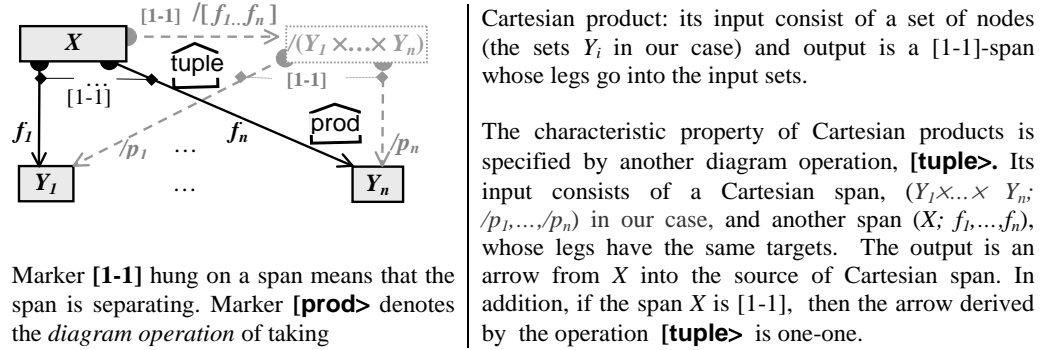 [1-1] /[ f1...fn ]
X
/(Y1 ×...× Yn)
tuple
...
[1-1]
[1-1]
prod
f1
/p1
...
fn
/pn
Y1
...
Yn
Marker [1-1] hung on a span means that the
span is separating. Marker [prod> denotes
the diagram operation of taking
Cartesian product: its input consist of a set of nodes
(the sets Yi in our case) and output is a [1-1]-span
whose legs go into the input sets.
The characteristic property of Cartesian products is
specified by another diagram operation, [tuple>. Its
input consists of a Cartesian span, (Y1×...× Yn;
/p1,...,/pn) in our case, and another span (X; f1,...,fn),
whose legs have the same targets. The output is an
arrow from X into the source of Cartesian span. In
addition, if the span X is [1-1], then the arrow derived
by the operation [tuple> is one-one.